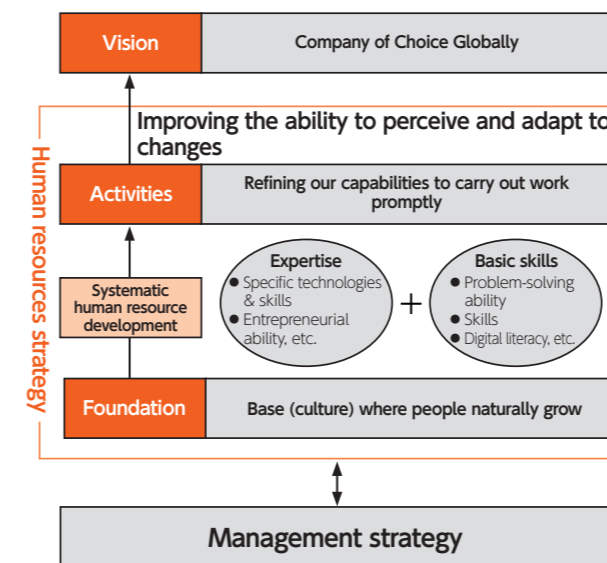 Vision
Company of Choice Globally
Improving the ability to perceive and adapt to
changes
Human resources strategy
Activities
Refining our capabilities to carry out work
promptly
Systematic
human resource
development
Expertise
● Specific technologies
& skills
● Entrepreneurial
ability, etc.
+
Basic skills
● Problem-solving
ability
● Skills
● Digital literacy, etc.
Foundation
Base (culture) where people naturally grow
Management strategy